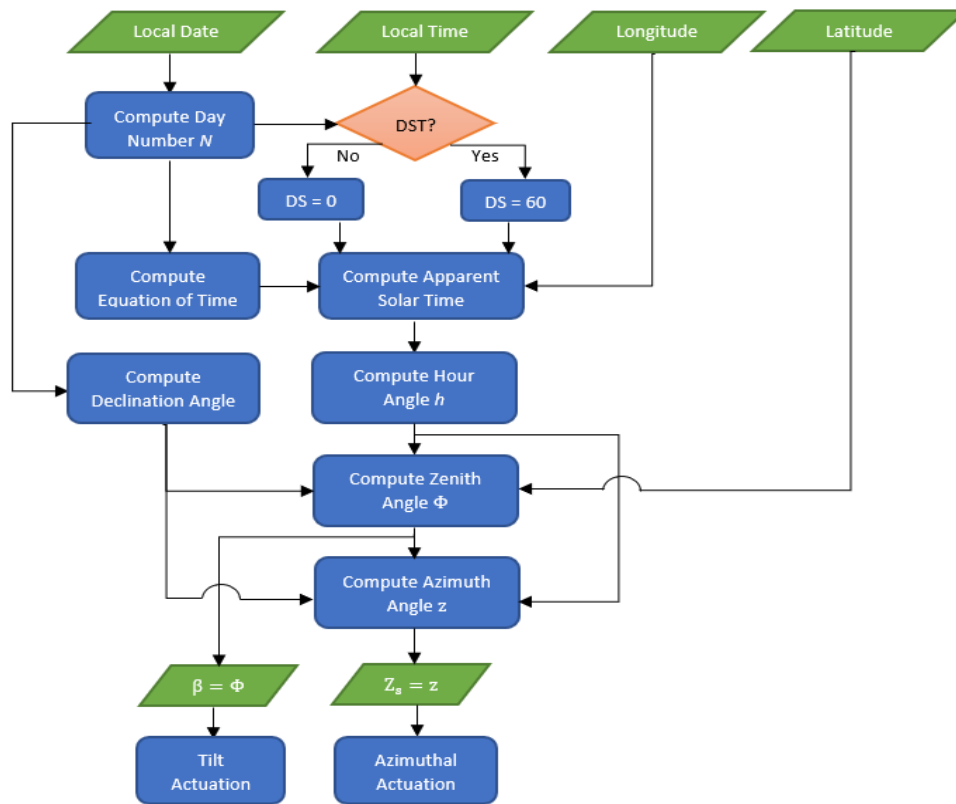 Local Date
Local Time
Longitude
Latitude
Compute Day
Number N
DST?
No
Yes
DS = 0
DS = 60
Compute
Equation of Time
Compute Apparent
Solar Time
Compute
Declination Angle
Compute Hour
Angle h
Compute Zenith
Angle Φ
Compute Azimuth
Angle z
β = Φ
Zₛ = z
Tilt
Actuation
Azimuthal
Actuation